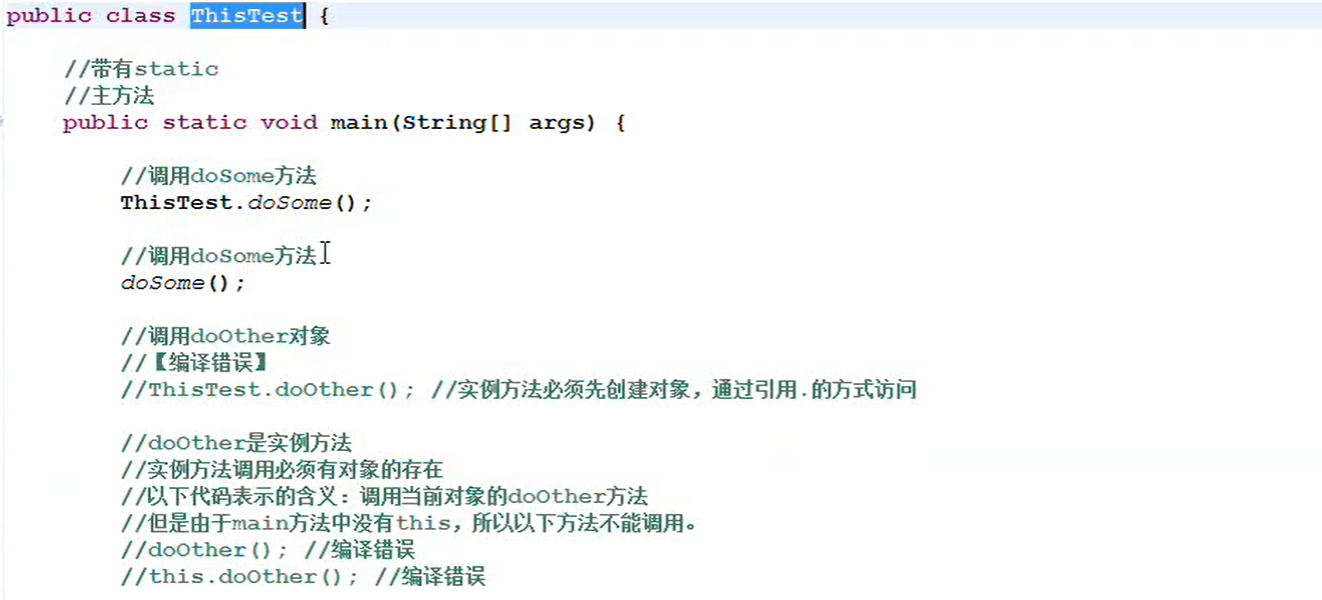 public class ThisTest {
//带有static
//主方法
public static void main(String[] args) {
//调用doSome方法
ThisTest.doSome();
//调用doSome方法
doSome();
//调用doOther对象
//【编译错误】
//ThisTest.doOther(); //实例方法必须先创建对象，通过引用.的方式访问
//doOther是实例方法
//实例方法调用必须有对象的存在
//以下代码表示的含义：调用当前对象的doOther方法
//但是由于main方法中没有this，所以以下方法不能调用。
//doOther(); //编译错误
//this.doOther(); //编译错误